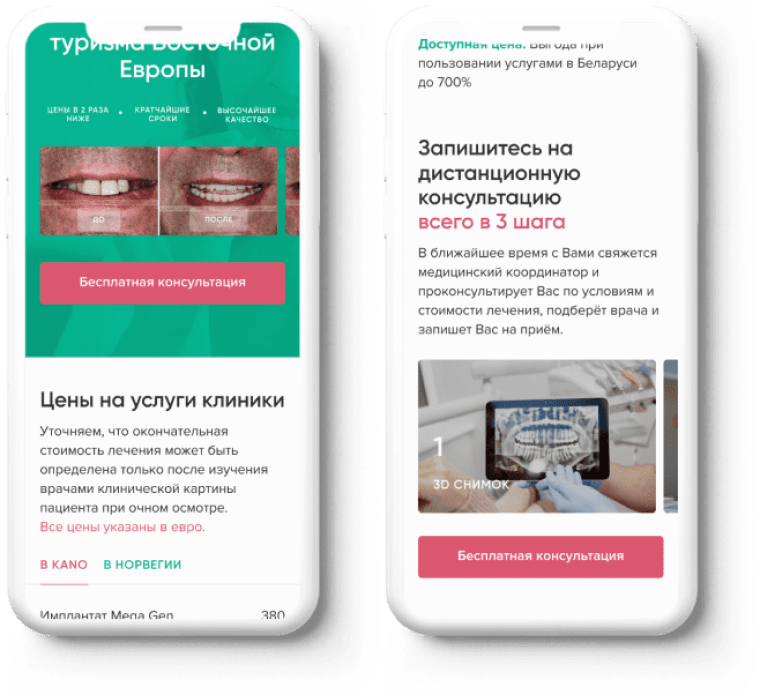 туризма Восточной
Европы
ЦЕНЫ В 2 РАЗА
НИЖЕ
КРАТЧАЙШИЕ
СРОКИ
ВЫСОЧАЙШЕЕ
КАЧЕСТВО
ДО
ПОСЛЕ
Бесплатная консультация
Цены на услуги клиники
Уточняем, что окончательная
стоимость лечения может быть
определена только после изучения
врачами клинической картины
пациента при очном осмотре.
Все цены указаны в евро.
В KANO В НОРВЕГИИ
Имплантат Mega Gen 380
Доступная цена. Выгода при
пользовании услугами в Беларуси
до 700%
Запишитесь на
дистанционную
консультацию
всего в 3 шага
В ближайшее время с Вами свяжется
медицинский координатор и
проконсультирует Вас по условиям и
стоимости лечения, подберёт врача и
запишет Вас на приём.
1
3D СНИМОК
Бесплатная консультация